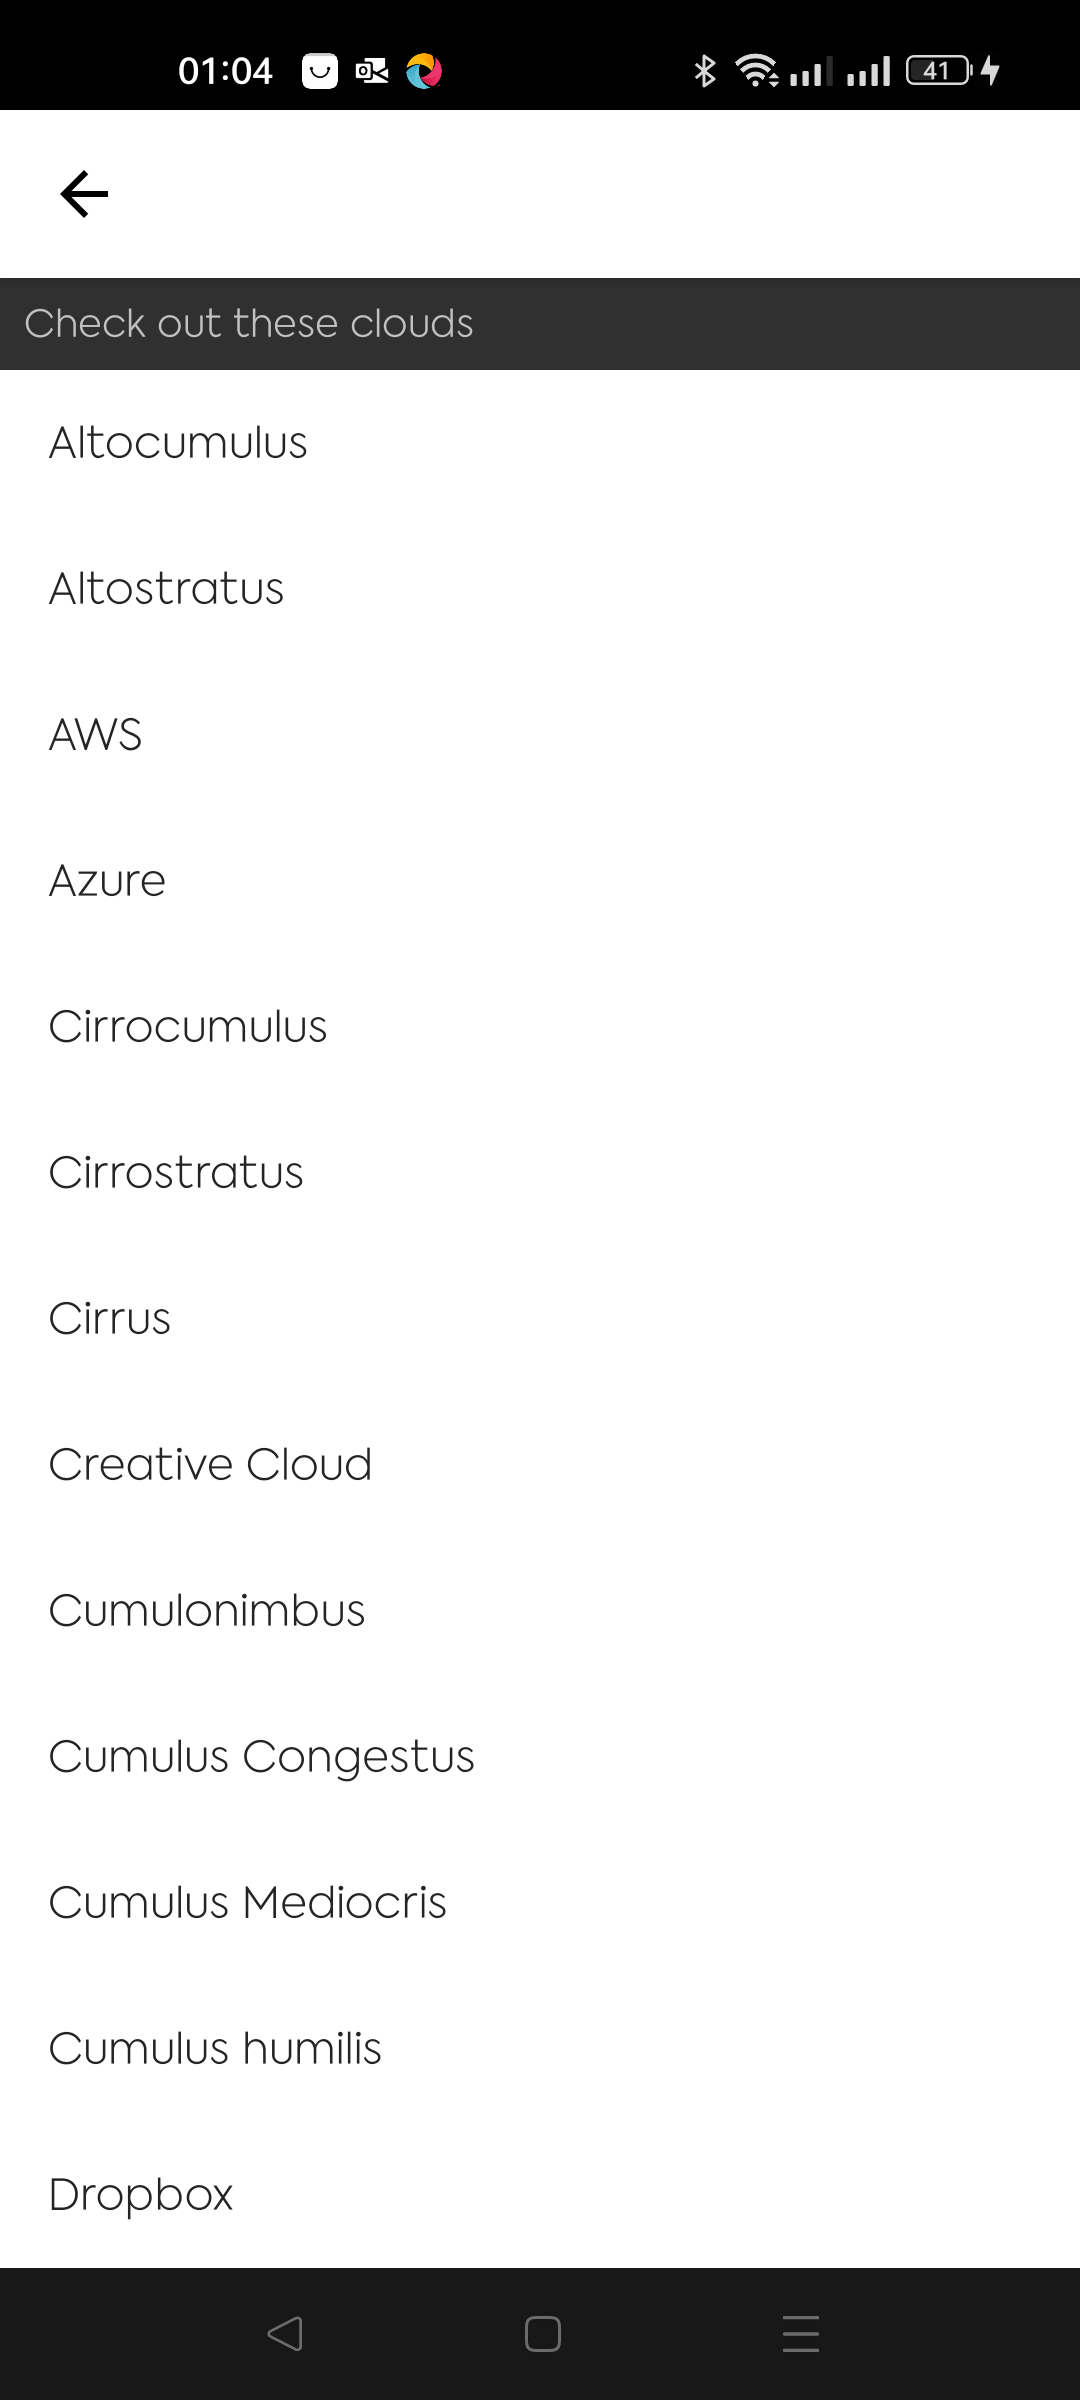 01:04
41
Check out these clouds
Altocumulus
Altostratus
AWS
Azure
Cirrocumulus
Cirrostratus
Cirrus
Creative Cloud
Cumulonimbus
Cumulus Congestus
Cumulus Mediocris
Cumulus humilis
Dropbox